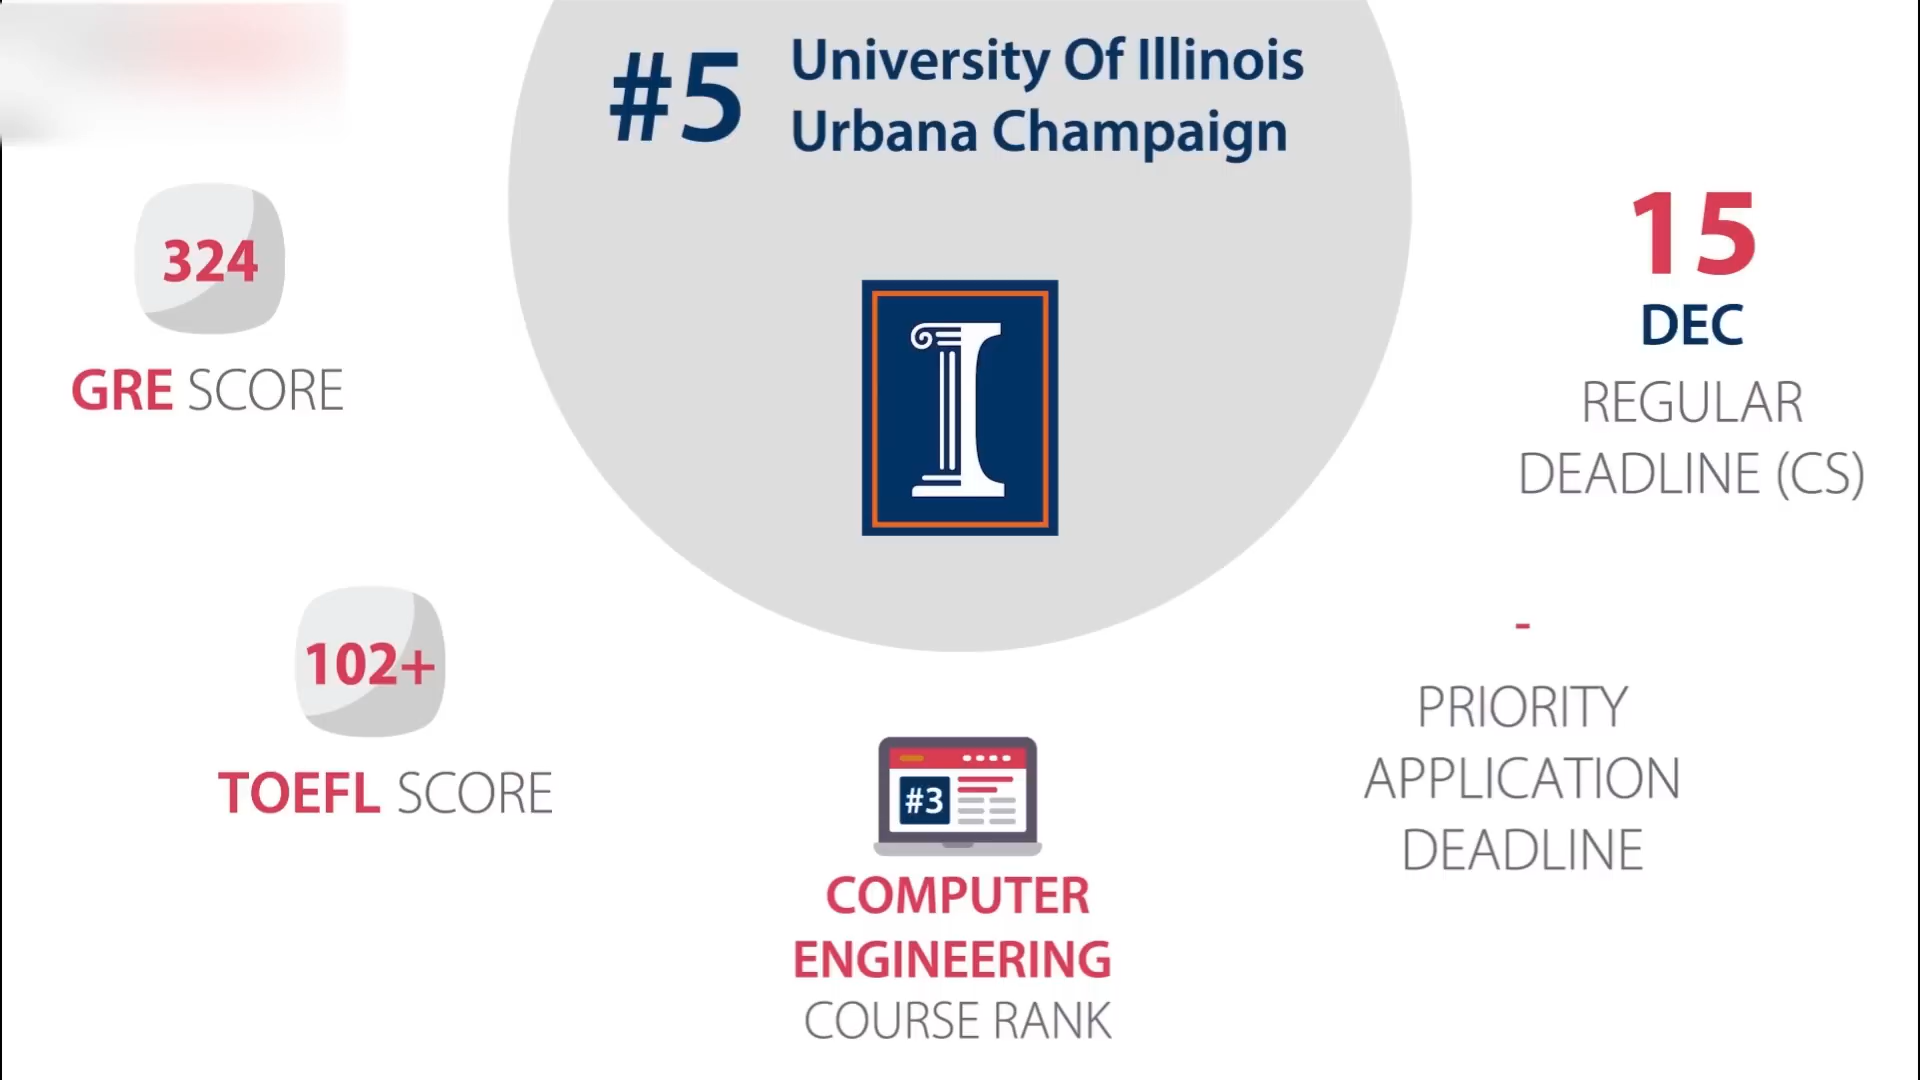 #5
University Of Illinois
Urbana Champaign
324
GRE SCORE
15
DEC
REGULAR
DEADLINE (CS)
102+
TOEFL SCORE
-
PRIORITY
APPLICATION
DEADLINE
#3
COMPUTER
ENGINEERING
COURSE RANK